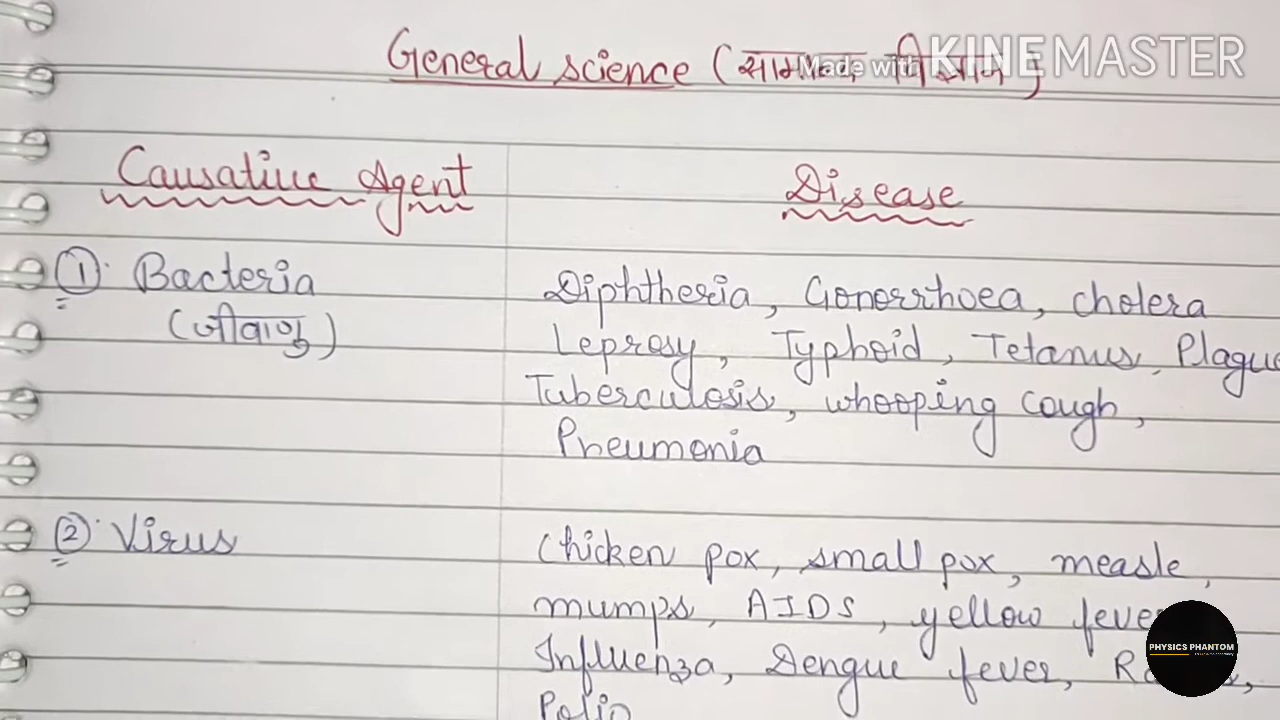 General science (सामान्य विज्ञान)
Made with KINEMASTER
Causative Agent
Disease
① Bacteria
(जीवाणु)
Diphtheria, Gonorrhoea, cholera
Leprosy, Typhoid, Tetanus, Plague
Tuberculosis, whooping cough,
Pneumonia
② Virus
Chicken pox, small pox, measle,
mumps, AIDS, yellow feve
Influenza, Dengue fever,
Polio
PHYSICS PHANTOM